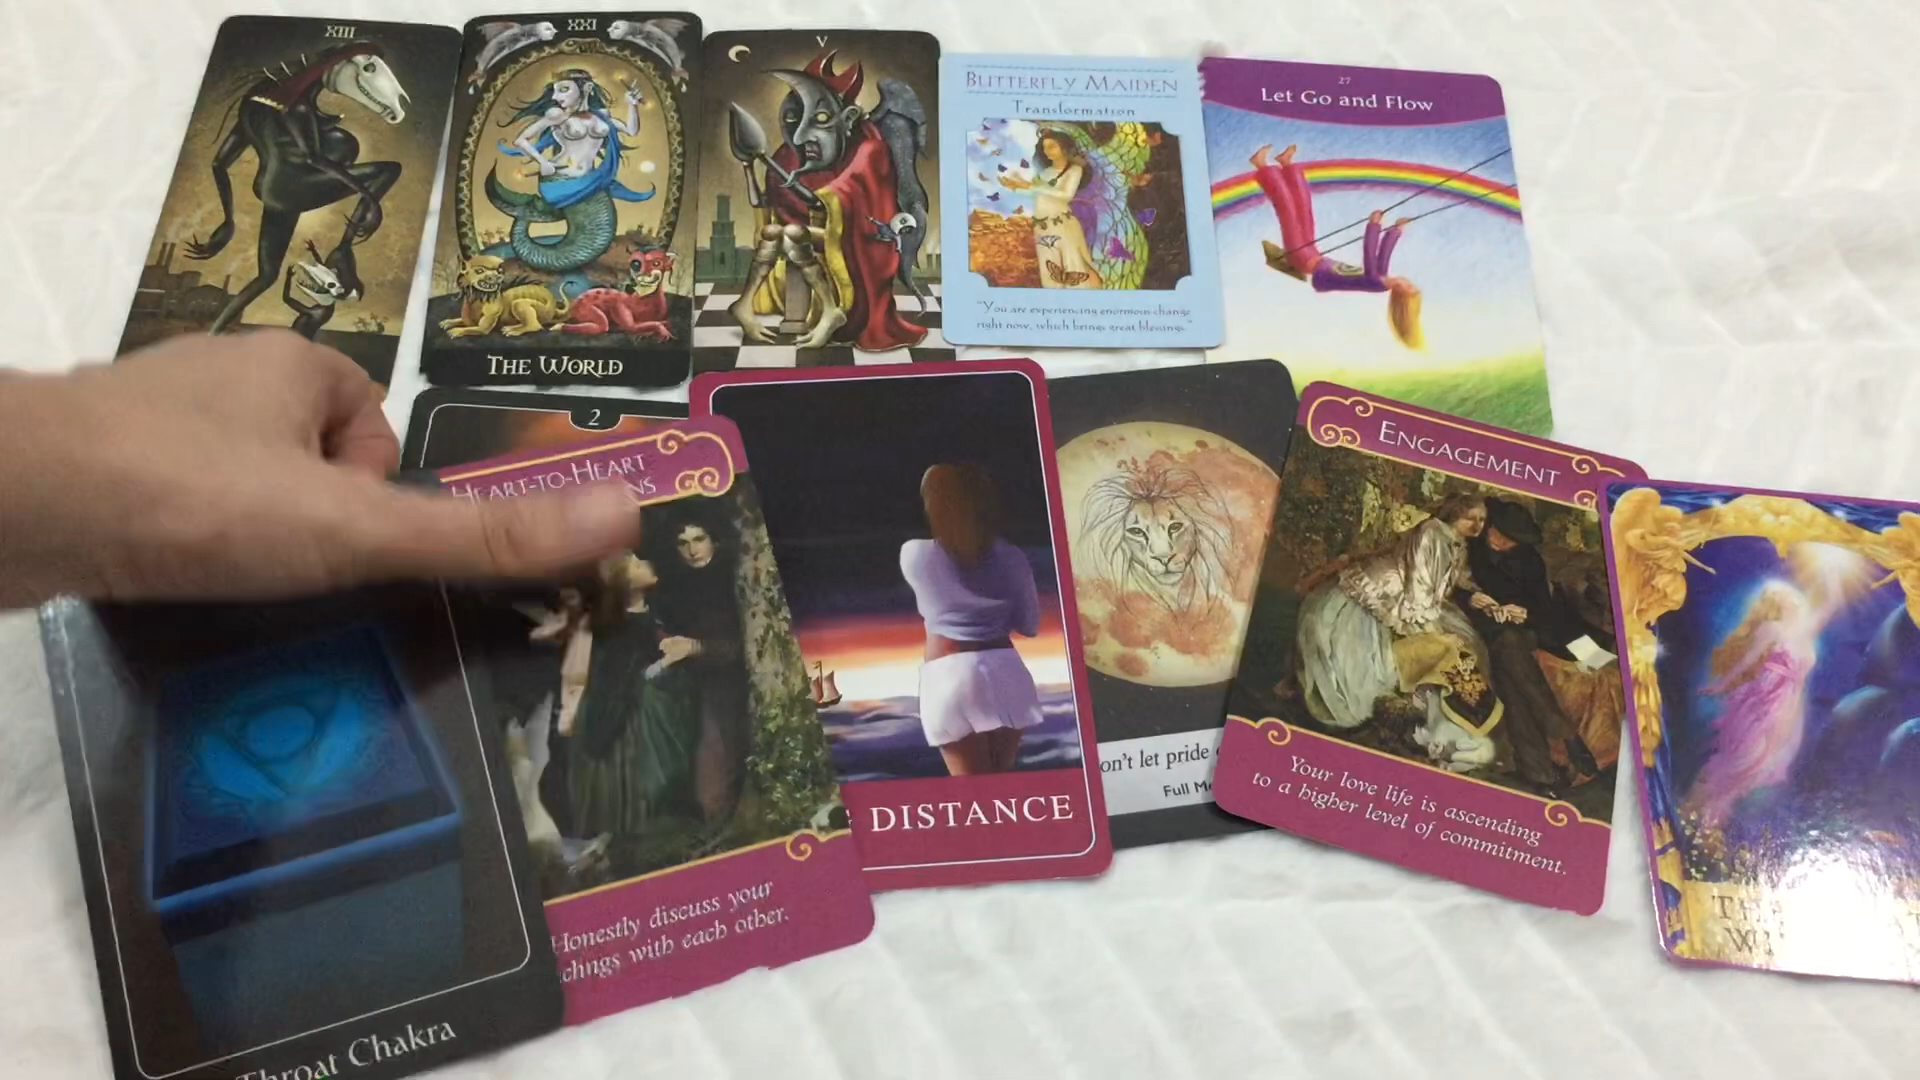 XIII
XXI
THE WORLD
V
BUTTERFLY MAIDEN
Transformation
"You are experiencing enormous change
right now, which brings great blessings."
27
Let Go and Flow
2
HEART-TO-HEART
Honestly discuss your
with each other.
Throat Chakra
DISTANCE
let pride
Full
ENGAGEMENT
Your love life is ascending
to a higher level of commitment.